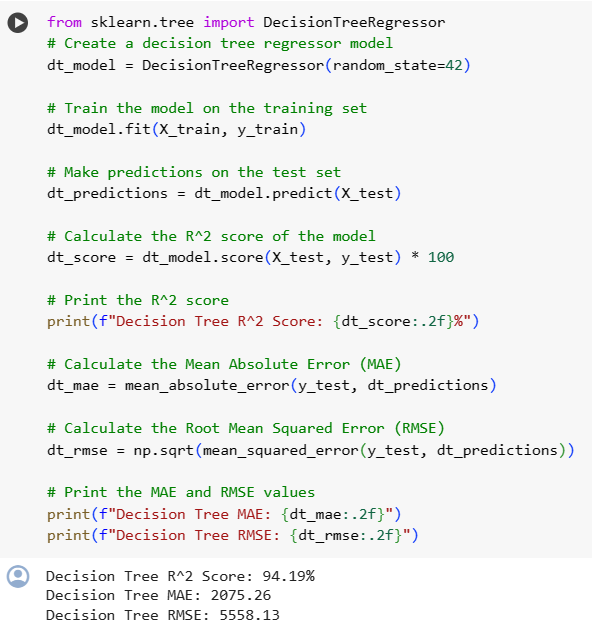 from sklearn.tree import DecisionTreeRegressor
# Create a decision tree regressor model
dt_model = DecisionTreeRegressor(random_state=42)
# Train the model on the training set
dt_model.fit(X_train, y_train)
# Make predictions on the test set
dt_predictions = dt_model.predict(X_test)
# Calculate the R^2 score of the model
dt_score = dt_model.score(X_test, y_test) * 100
# Print the R^2 score
print(f"Decision Tree R^2 Score: {dt_score:.2f}%")
# Calculate the Mean Absolute Error (MAE)
dt_mae = mean_absolute_error(y_test, dt_predictions)
# Calculate the Root Mean Squared Error (RMSE)
dt_rmse = np.sqrt(mean_squared_error(y_test, dt_predictions))
# Print the MAE and RMSE values
print(f"Decision Tree MAE: {dt_mae:.2f}")
print(f"Decision Tree RMSE: {dt_rmse:.2f}")
Decision Tree R^2 Score: 94.19%
Decision Tree MAE: 2075.26
Decision Tree RMSE: 5558.13